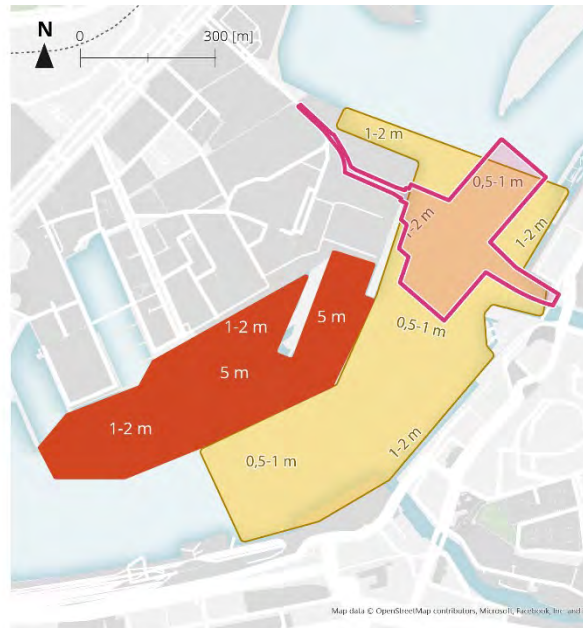 N
0 300 [m]
1-2 m
0,5-1 m
1-2 m
1-2 m
1-2 m
5 m
0,5-1 m
5 m
1-2 m
1-2 m
0,5-1 m
Map data © OpenStreetMap contributors, Microsoft, Facebook, Inc. and